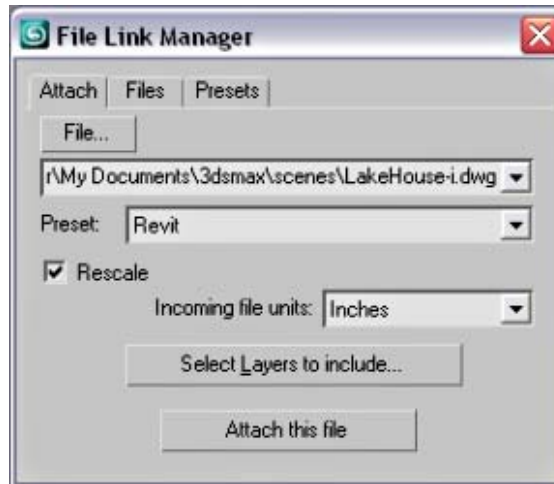 File Link Manager
Attach Files Presets
File...
r\My Documents\3dsmax\scenes\LakeHouse-i.dwg
Preset: Revit
Rescale
Incoming file units: Inches
Select Layers to include...
Attach this file